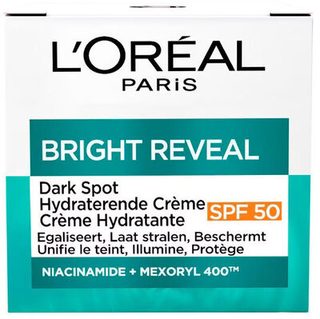 L'ORÉAL
PARIS
BRIGHT REVEAL
Dark Spot
Hydraterende Crème
Crème Hydratante
SPF 50
Egaliseert, Laat stralen, Beschermt
Unifie le teint, Illumine, Protège
NIACINAMIDE + MEXORYL 400™